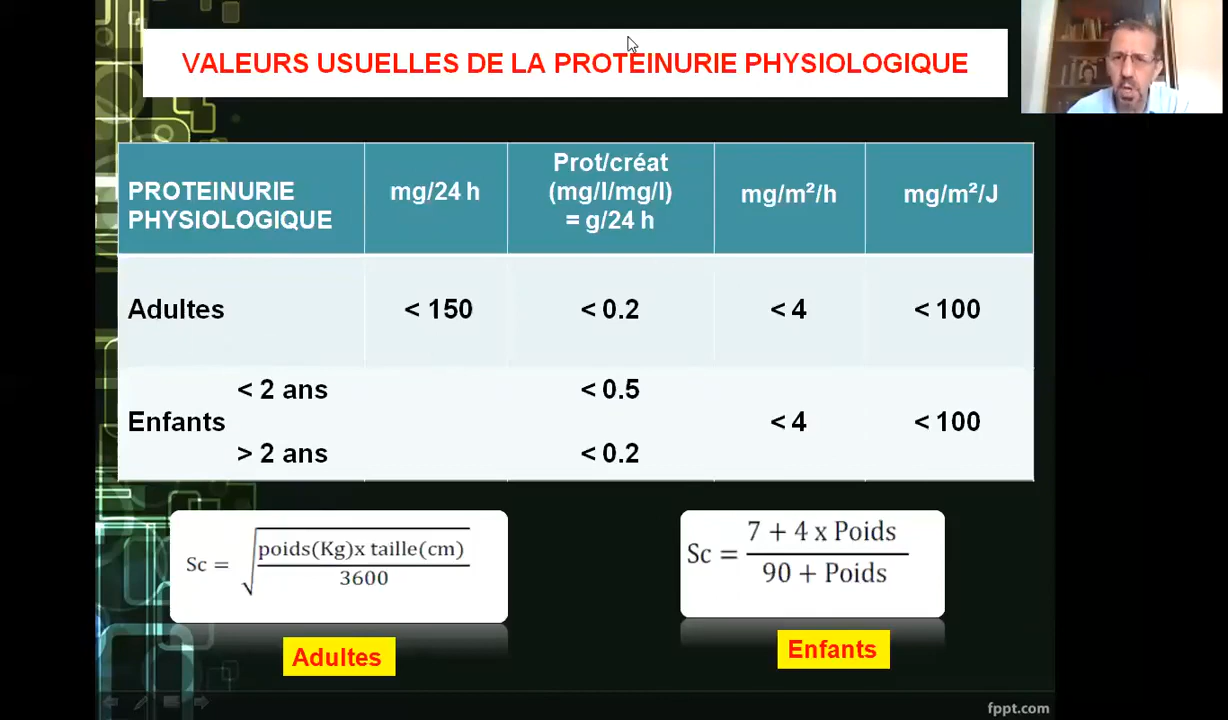 VALEURS USUELLES DE LA PROTEINURIE PHYSIOLOGIQUE
PROTEINURIE PHYSIOLOGIQUE
mg/24 h
Prot/créat
(mg/l/mg/l)
= g/24 h
mg/m²/h
mg/m²/J
Adultes
< 150
< 0.2
< 4
< 100
Enfants
< 2 ans
< 0.5
> 2 ans
< 0.2
< 4
< 100
Sc = √(poids(Kg)x taille(cm) / 3600)
Adultes
Sc = (7 + 4 x Poids) / (90 + Poids)
Enfants
fppt.com